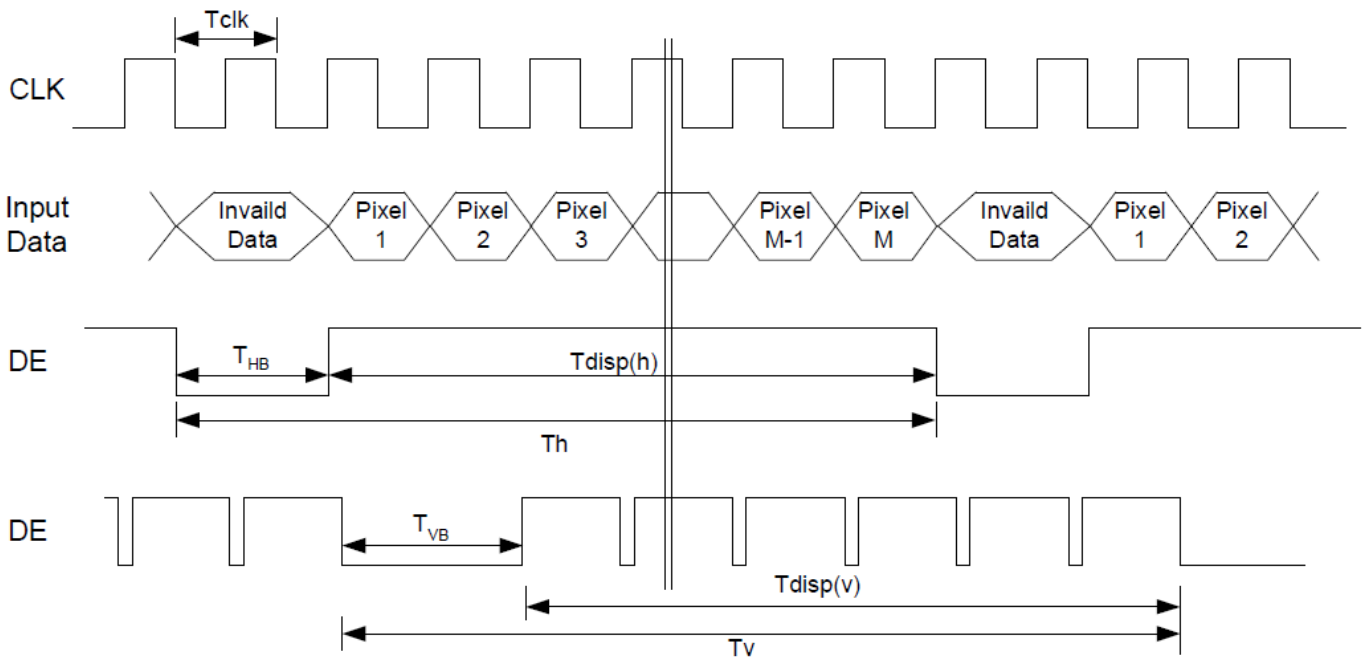 Tclk
CLK
Input
Data
Invaild
Data
Pixel
1
Pixel
2
Pixel
3
Pixel
M-1
Pixel
M
Invaild
Data
Pixel
1
Pixel
2
DE
THB
Tdisp(h)
Th
DE
TVB
Tdisp(v)
Tv